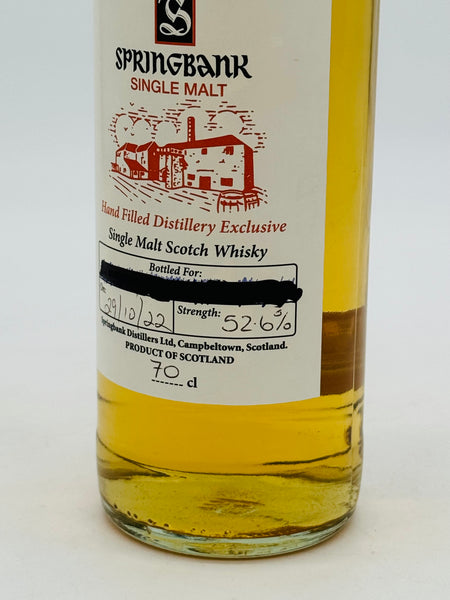 S
SPRINGBANK
SINGLE MALT
Hand Filled Distillery Exclusive
Single Malt Scotch Whisky
Bottled For:
On:
29/10/22
Strength: 52.6%
Springbank Distillers Ltd, Campbeltown, Scotland.
PRODUCT OF SCOTLAND
70 cl